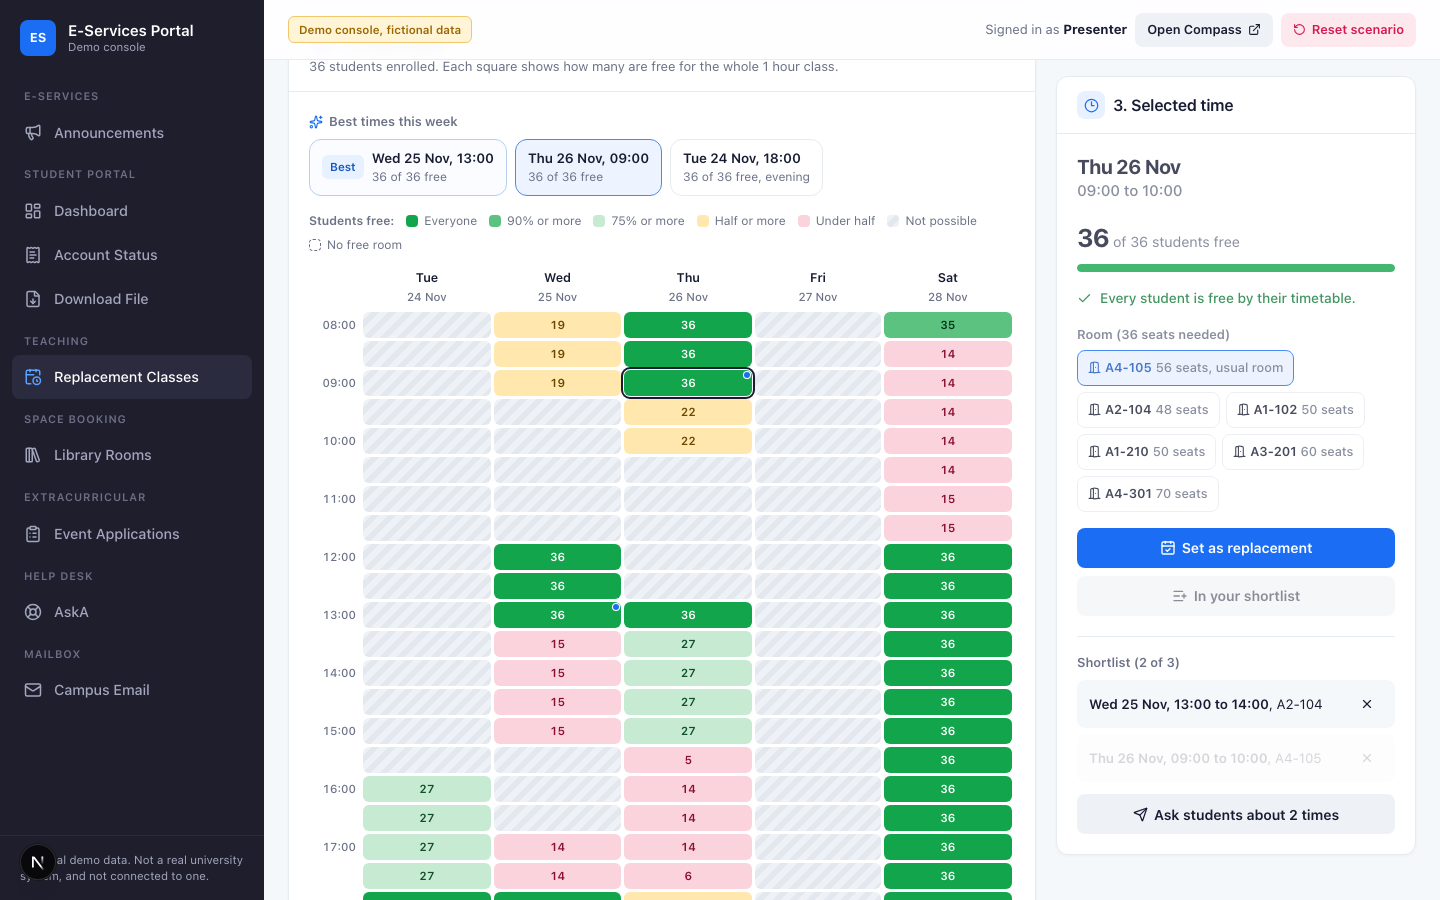 ES
E-Services Portal
Demo console
E-SERVICES
Announcements
STUDENT PORTAL
Dashboard
Account Status
Download File
TEACHING
Replacement Classes
SPACE BOOKING
Library Rooms
EXTRACURRICULAR
Event Applications
HELP DESK
AskA
MAILBOX
Campus Email
N
al demo data. Not a real university
and not connected to one.
Demo console, fictional data
Signed in as Presenter
Open Compass
Reset scenario
36 students enrolled. Each square shows how many are free for the whole 1 hour class.
Best times this week
Best
Wed 25 Nov, 13:00
36 of 36 free
Thu 26 Nov, 09:00
36 of 36 free
Tue 24 Nov, 18:00
36 of 36 free, evening
Students free: Everyone 90% or more 75% or more Half or more Under half Not possible
No free room
Tue Wed Thu Fri Sat
24 Nov 25 Nov 26 Nov 27 Nov 28 Nov
08:00 19 36 35
19 36 14
09:00 19 36 14
22 14
10:00 22 14
14
11:00 15
15
12:00 36 36
36 36
13:00 36 36 36
15 27 36
14:00 15 27 36
15 27 36
15:00 15 27 36
5 36
16:00 27 14 36
27 14 36
17:00 27 14 14 36
27 14 6 36
3. Selected time
Thu 26 Nov
09:00 to 10:00
36 of 36 students free
Every student is free by their timetable.
Room (36 seats needed)
A4-105 56 seats, usual room
A2-104 48 seats
A1-102 50 seats
A1-210 50 seats
A3-201 60 seats
A4-301 70 seats
Set as replacement
In your shortlist
Shortlist (2 of 3)
Wed 25 Nov, 13:00 to 14:00, A2-104
Thu 26 Nov, 09:00 to 10:00, A4-105
Ask students about 2 times